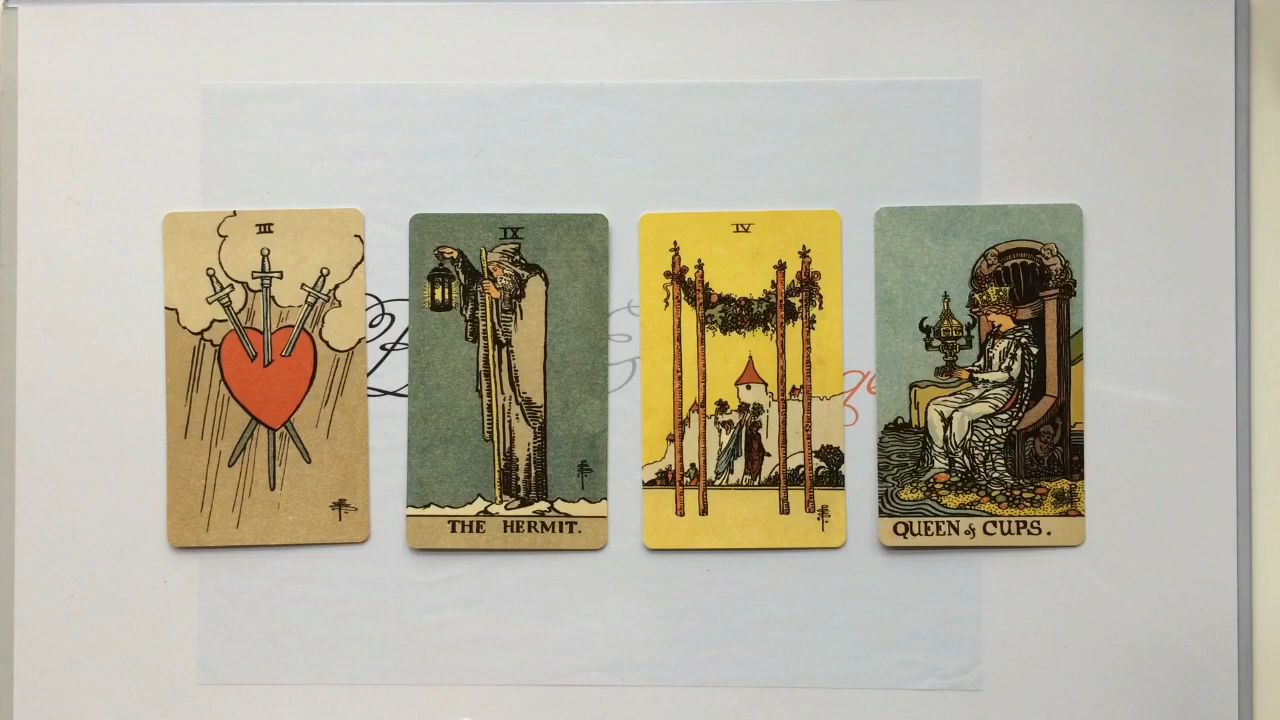 III
IX
THE HERMIT.
IV
QUEEN of CUPS.